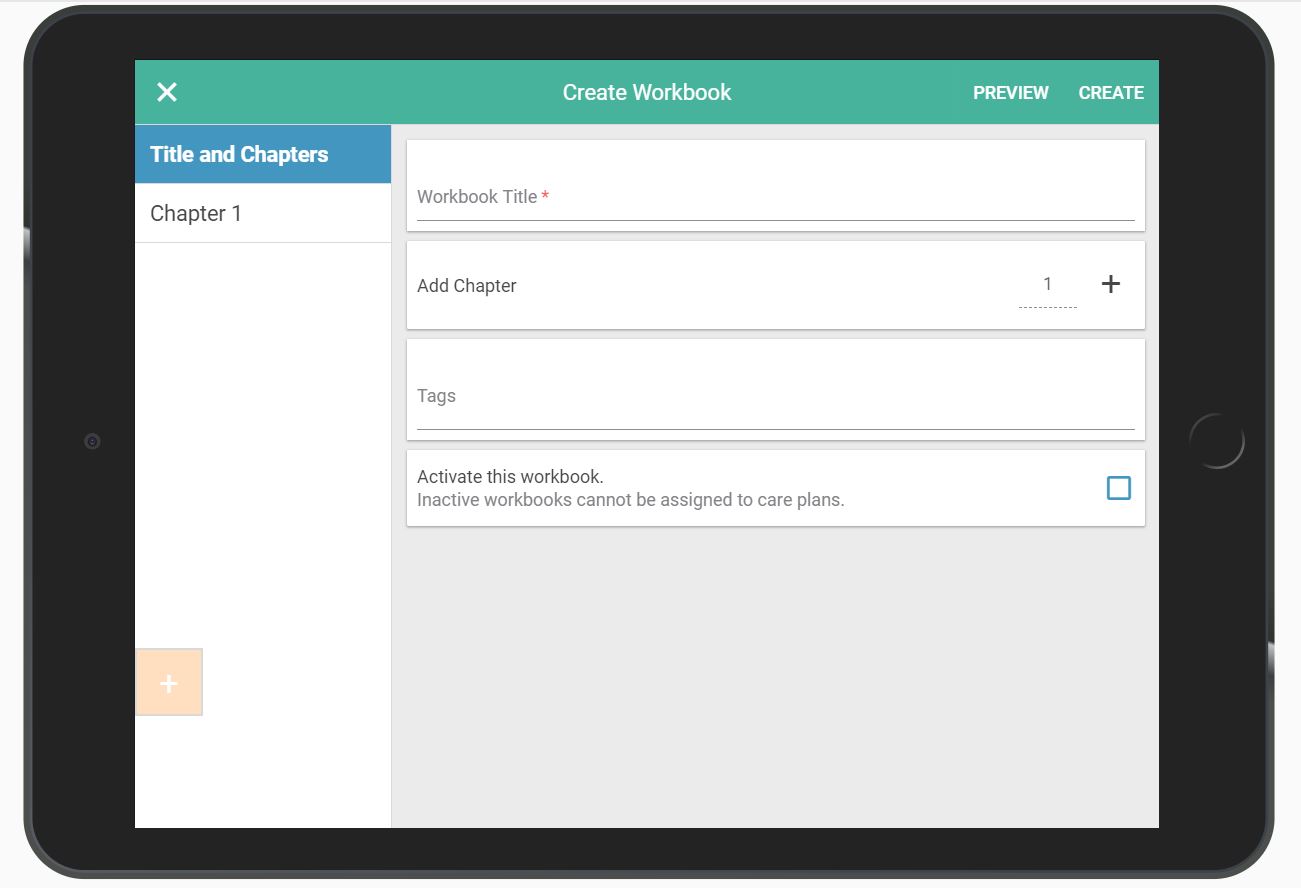 Create Workbook
PREVIEW
CREATE
Title and Chapters
Chapter 1
Workbook Title *
Add Chapter
1
Tags
Activate this workbook.
Inactive workbooks cannot be assigned to care plans.